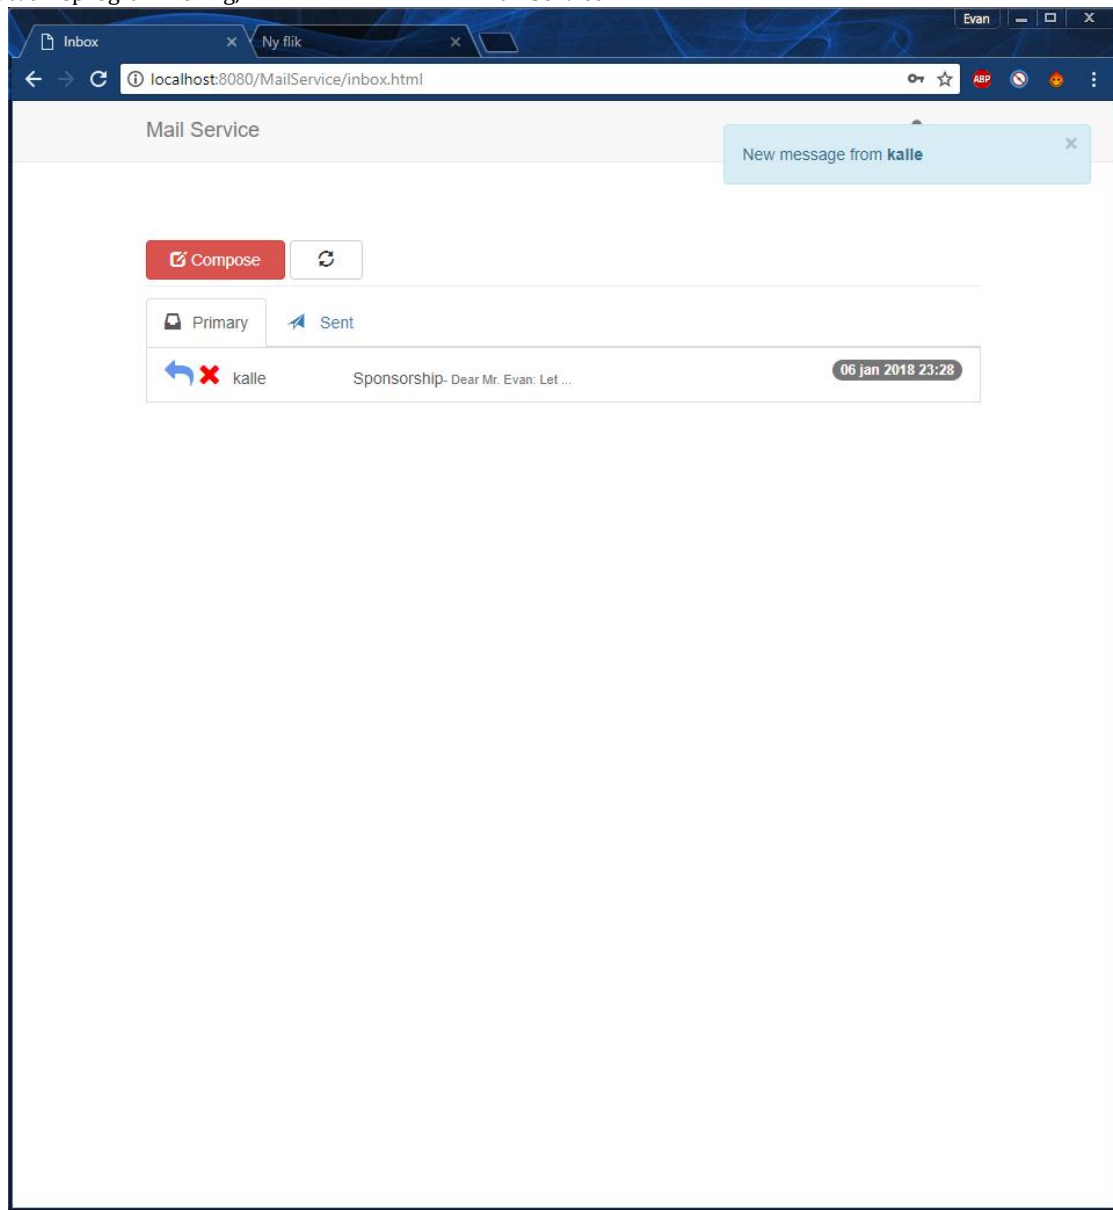 Evan
Inbox
Ny flik
localhost:8080/MailService/inbox.html
ABP
Mail Service
New message from kalle
Compose
Primary
Sent
kalle Sponsorship- Dear Mr. Evan: Let ... 06 jan 2018 23:28